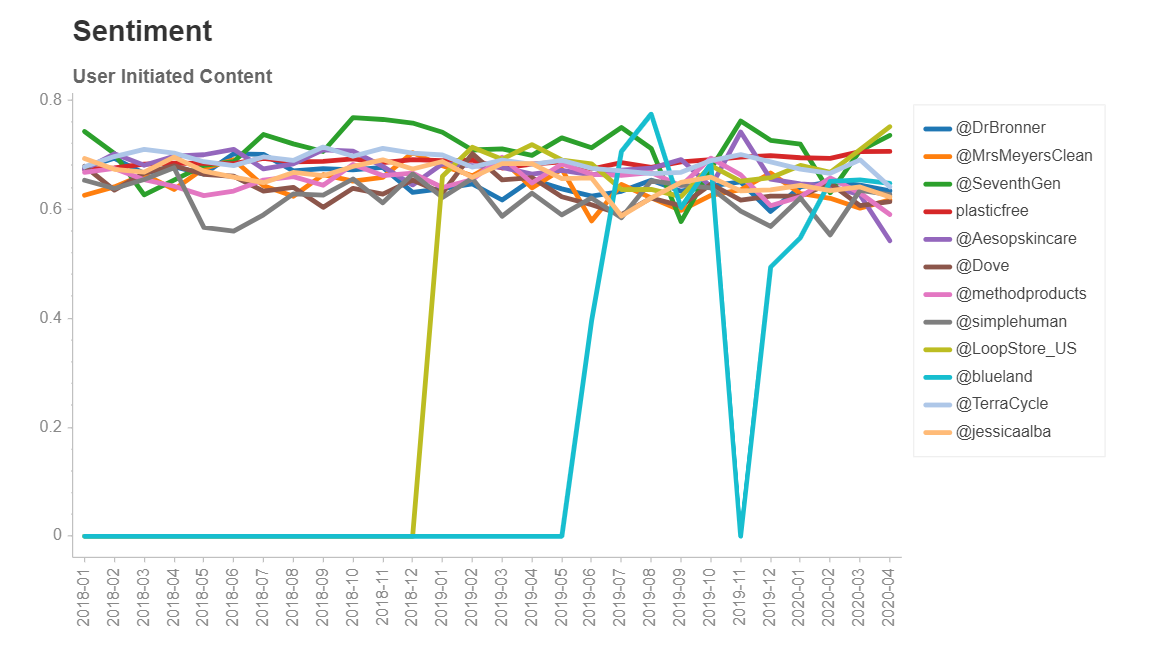 Sentiment
User Initiated Content
0.8
0.6
0.4
0.2
0
2018-01
2018-02
2018-03
2018-04
2018-05
2018-06
2018-07
2018-08
2018-09
2018-10
2018-11
2018-12
2019-01
2019-02
2019-03
2019-04
2019-05
2019-06
2019-07
2019-08
2019-09
2019-10
2019-11
2019-12
2020-01
2020-02
2020-03
2020-04
@DrBronner
@MrsMeyersClean
@SeventhGen
plasticfree
@Aesopskincare
@Dove
@methodproducts
@simplehuman
@LoopStore_US
@blueland
@TerraCycle
@jessicaalba